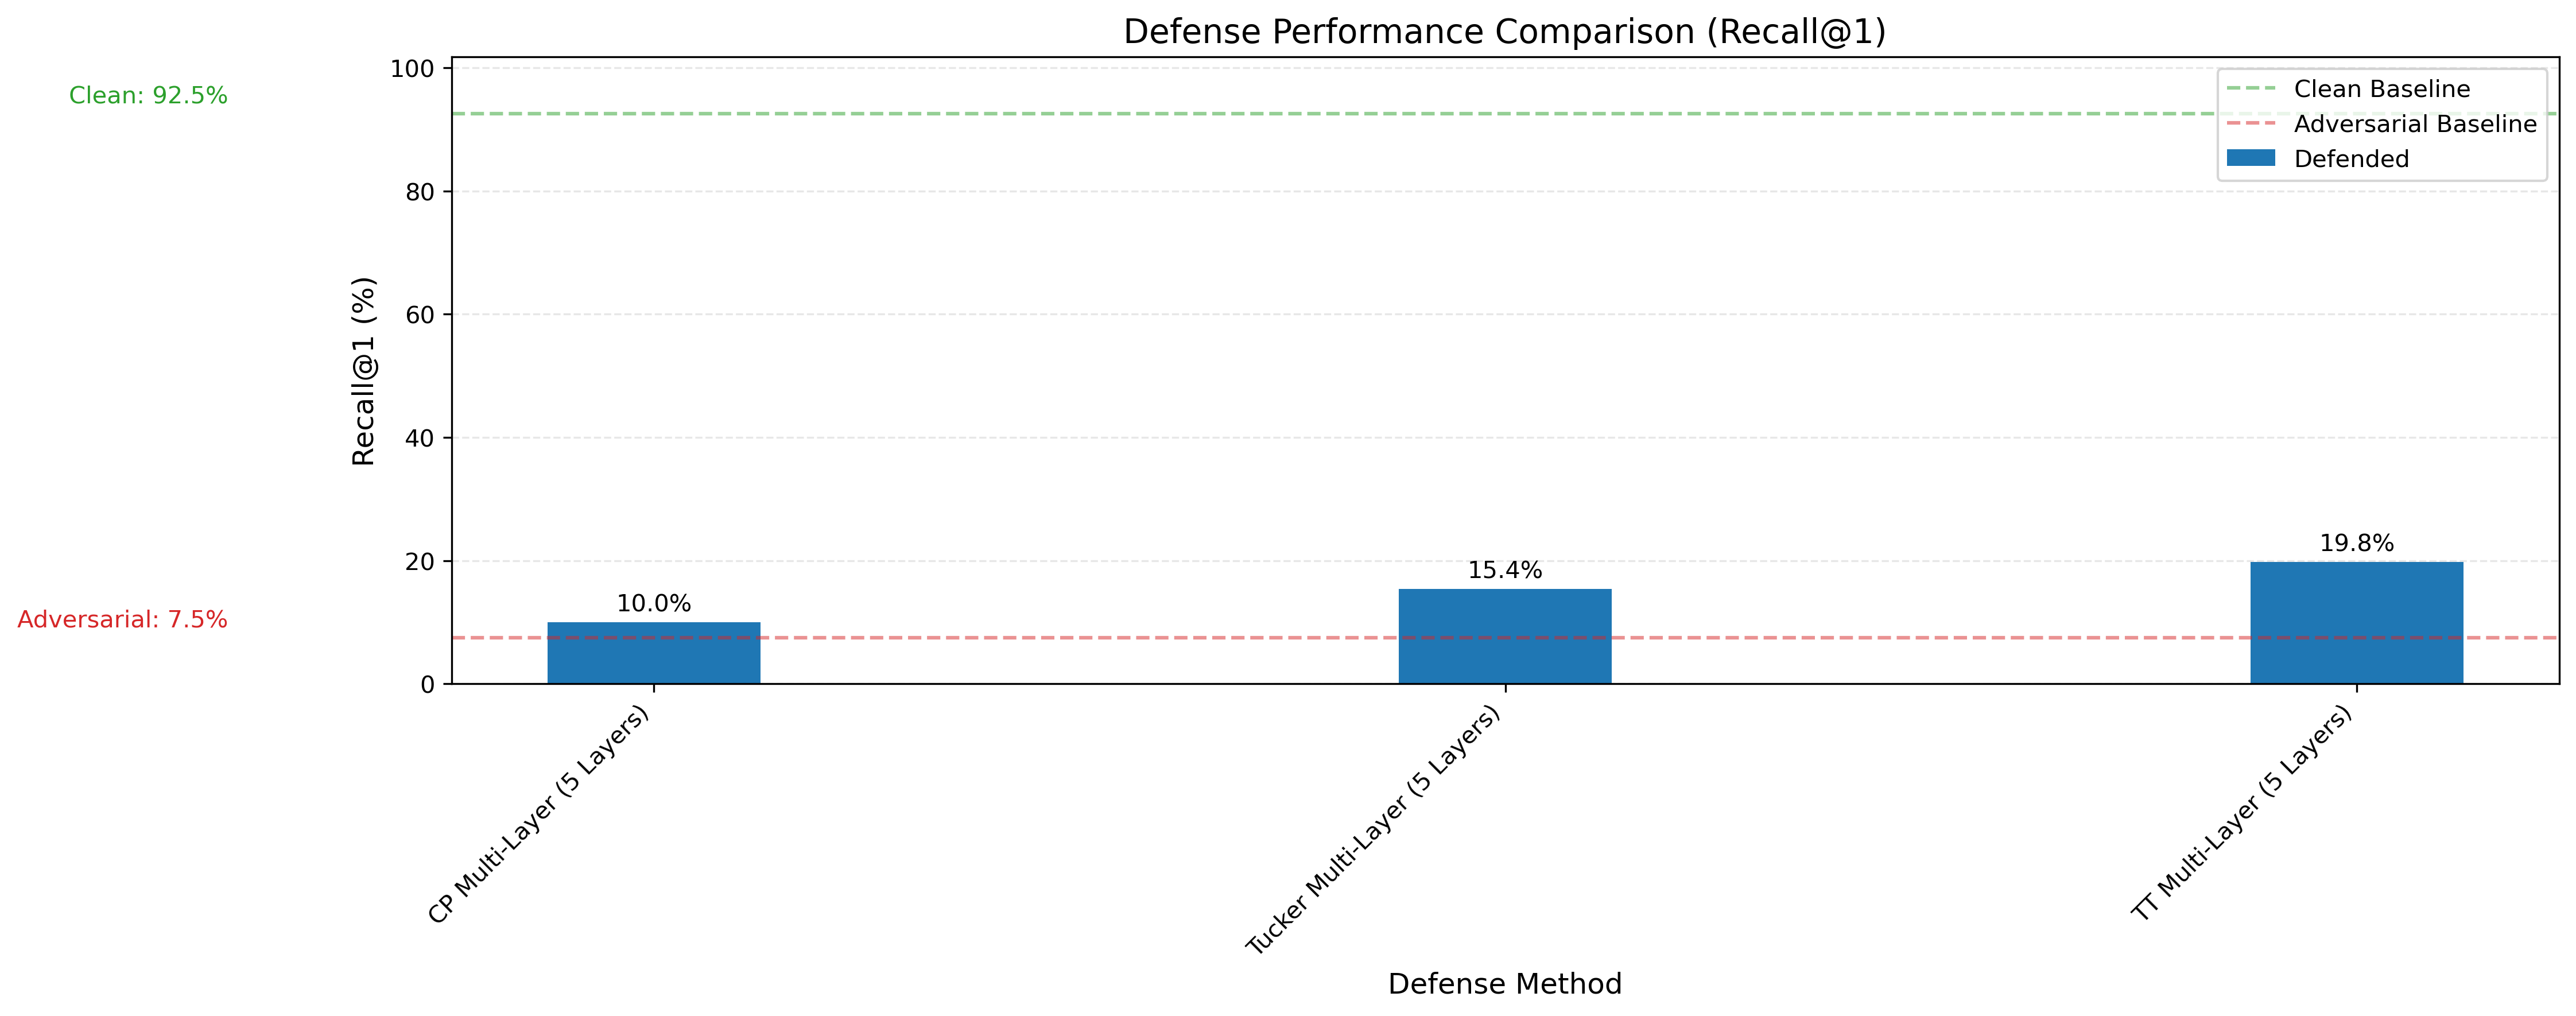 Defense Performance Comparison (Recall@1)
Clean: 92.5%
Adversarial: 7.5%
Recall@1 (%)
100
80
60
40
20
0
Clean Baseline
Adversarial Baseline
Defended
10.0%
15.4%
19.8%
CP Multi-Layer (5 Layers)
Tucker Multi-Layer (5 Layers)
TT Multi-Layer (5 Layers)
Defense Method